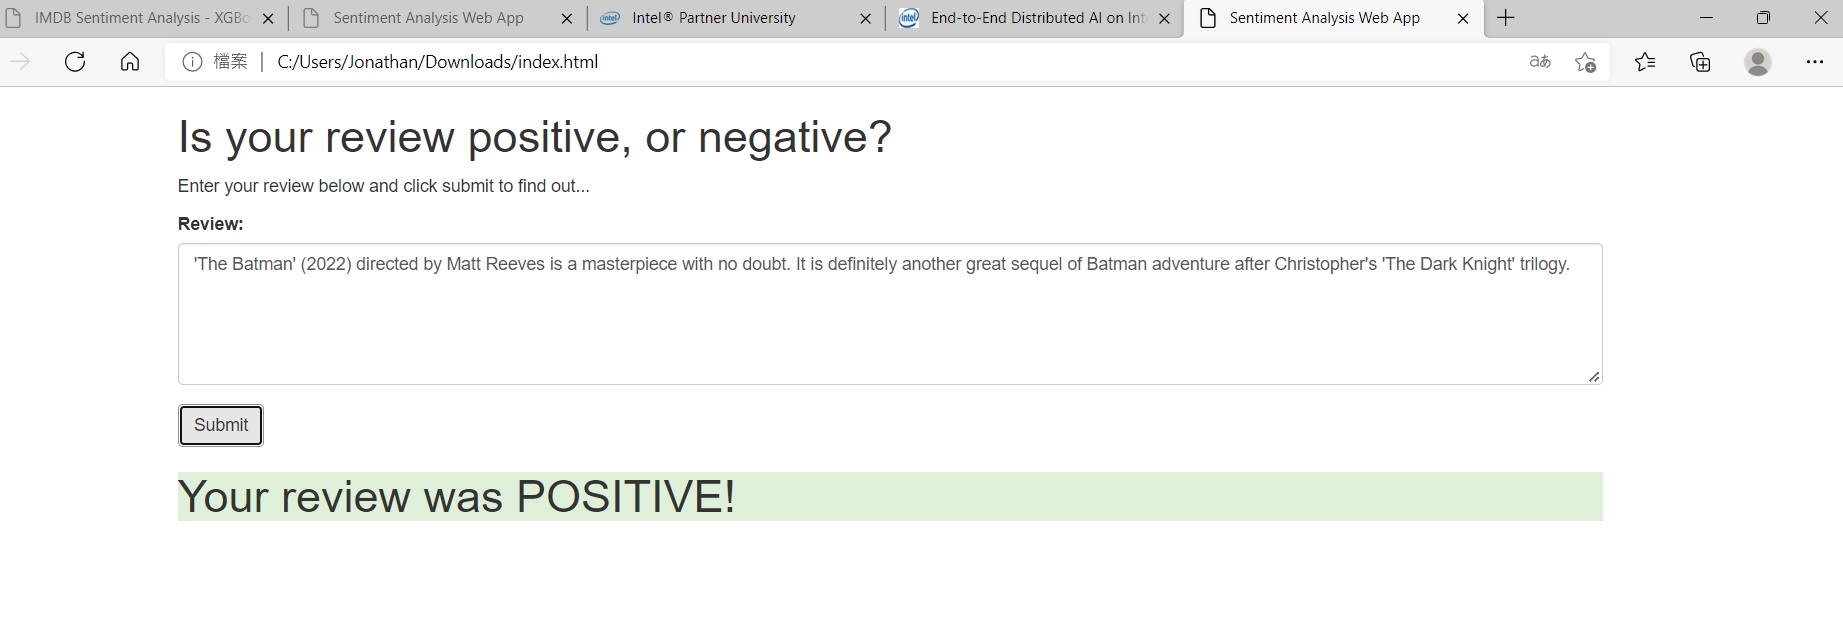 IMDB Sentiment Analysis - XGBo
Sentiment Analysis Web App
intel Intel® Partner University
intel End-to-End Distributed AI on Int
Sentiment Analysis Web App
檔案 C:/Users/Jonathan/Downloads/index.html
aあ
Is your review positive, or negative?
Enter your review below and click submit to find out...
Review:
'The Batman' (2022) directed by Matt Reeves is a masterpiece with no doubt. It is definitely another great sequel of Batman adventure after Christopher's 'The Dark Knight' trilogy.
Submit
Your review was POSITIVE!